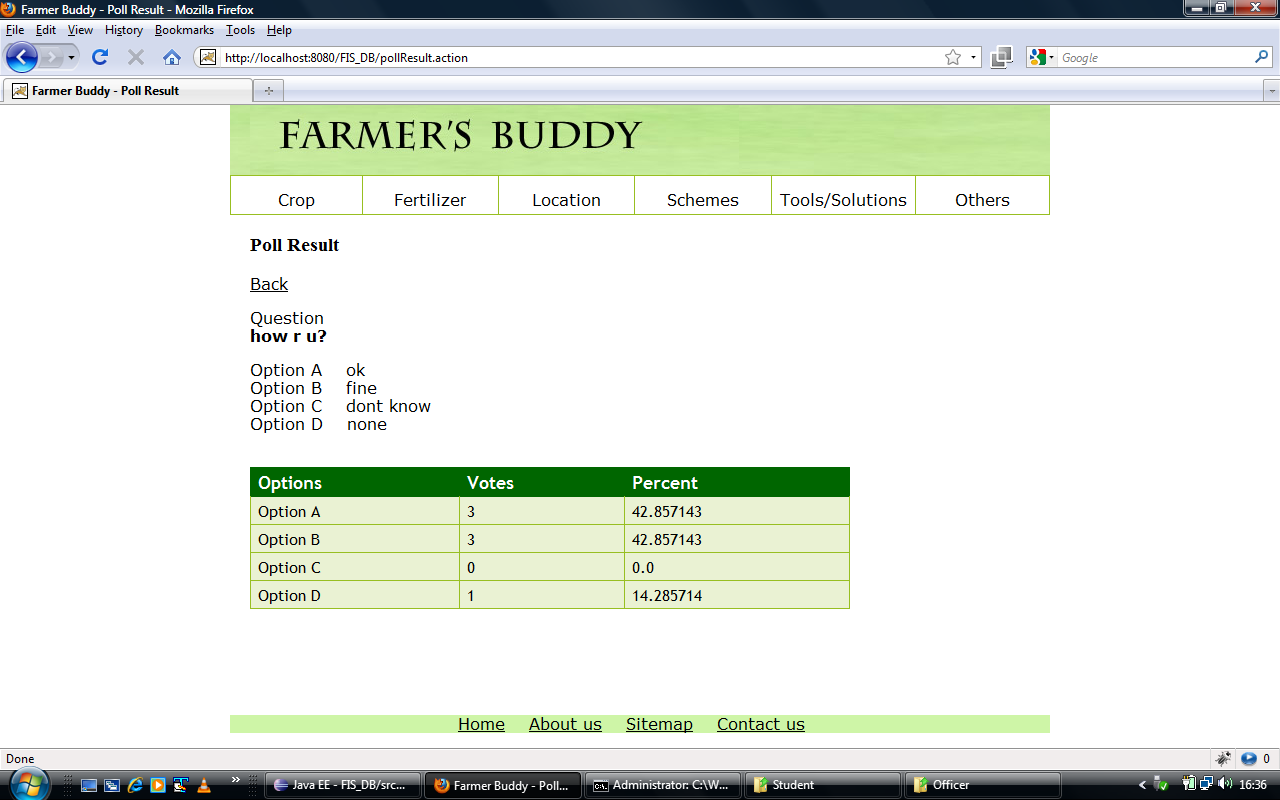 Farmer Buddy - Poll Result - Mozilla Firefox
File Edit View History Bookmarks Tools Help
http://localhost:8080/FIS_DB/pollResult.action
Google
Farmer Buddy - Poll Result
FARMER'S BUDDY
Crop Fertilizer Location Schemes Tools/Solutions Others
Poll Result
Back
Question
how r u?
Option A ok
Option B fine
Option C dont know
Option D none
Options Votes Percent
Option A 3 42.857143
Option B 3 42.857143
Option C 0 0.0
Option D 1 14.285714
Home About us Sitemap Contact us
Done 0
Java EE - FIS_DB/src... Farmer Buddy - Poll... Administrator: C:\W... Student Officer 16:36